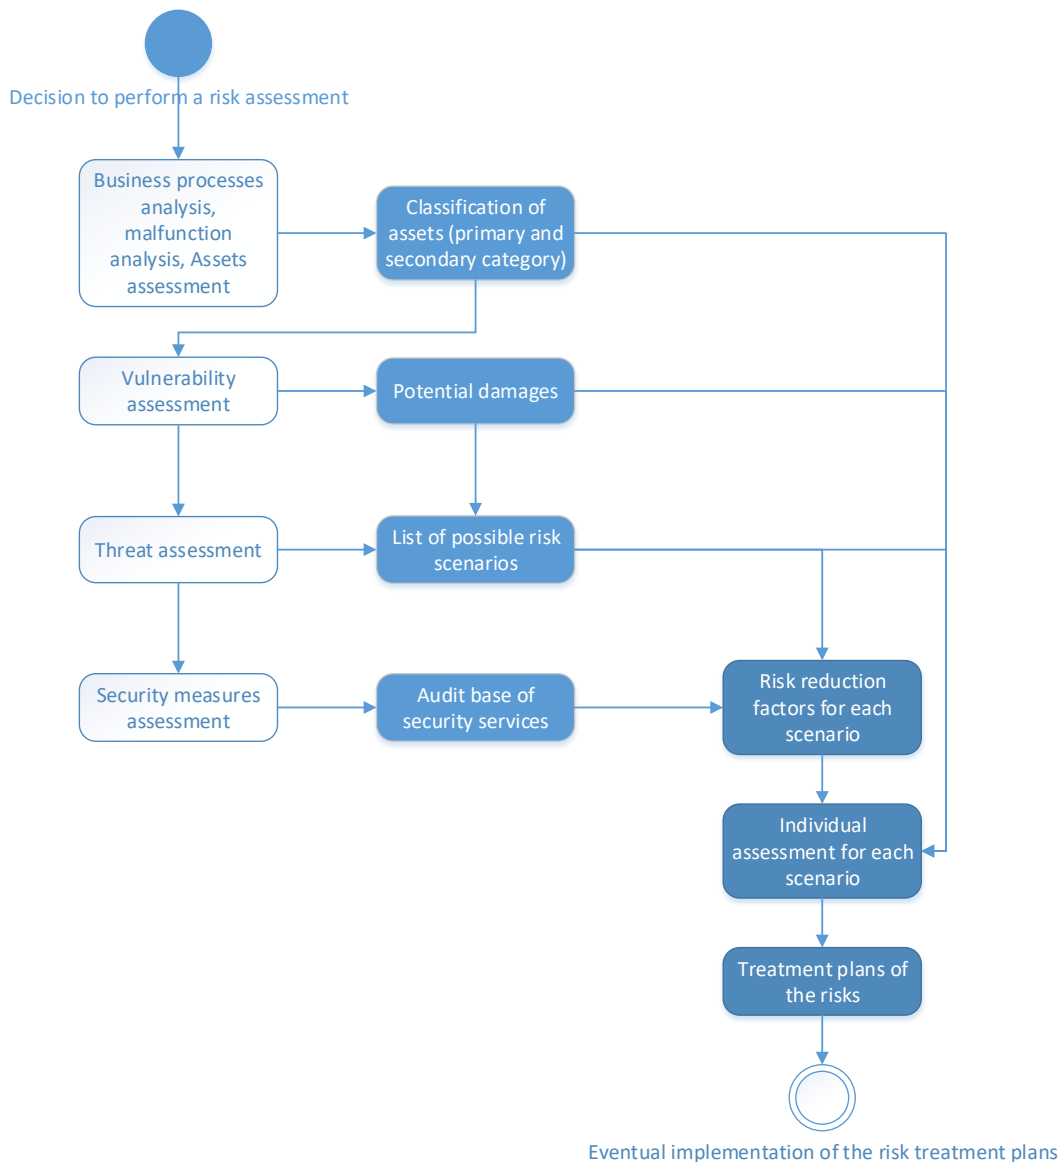 Decision to perform a risk assessment
Business processes
analysis,
malfunction
analysis, Assets
assessment
Classification of
assets (primary and
secondary category)
Vulnerability
assessment
Potential damages
Threat assessment
List of possible risk
scenarios
Security measures
assessment
Audit base of
security services
Risk reduction
factors for each
scenario
Individual
assessment for each
scenario
Treatment plans of
the risks
Eventual implementation of the risk treatment plans